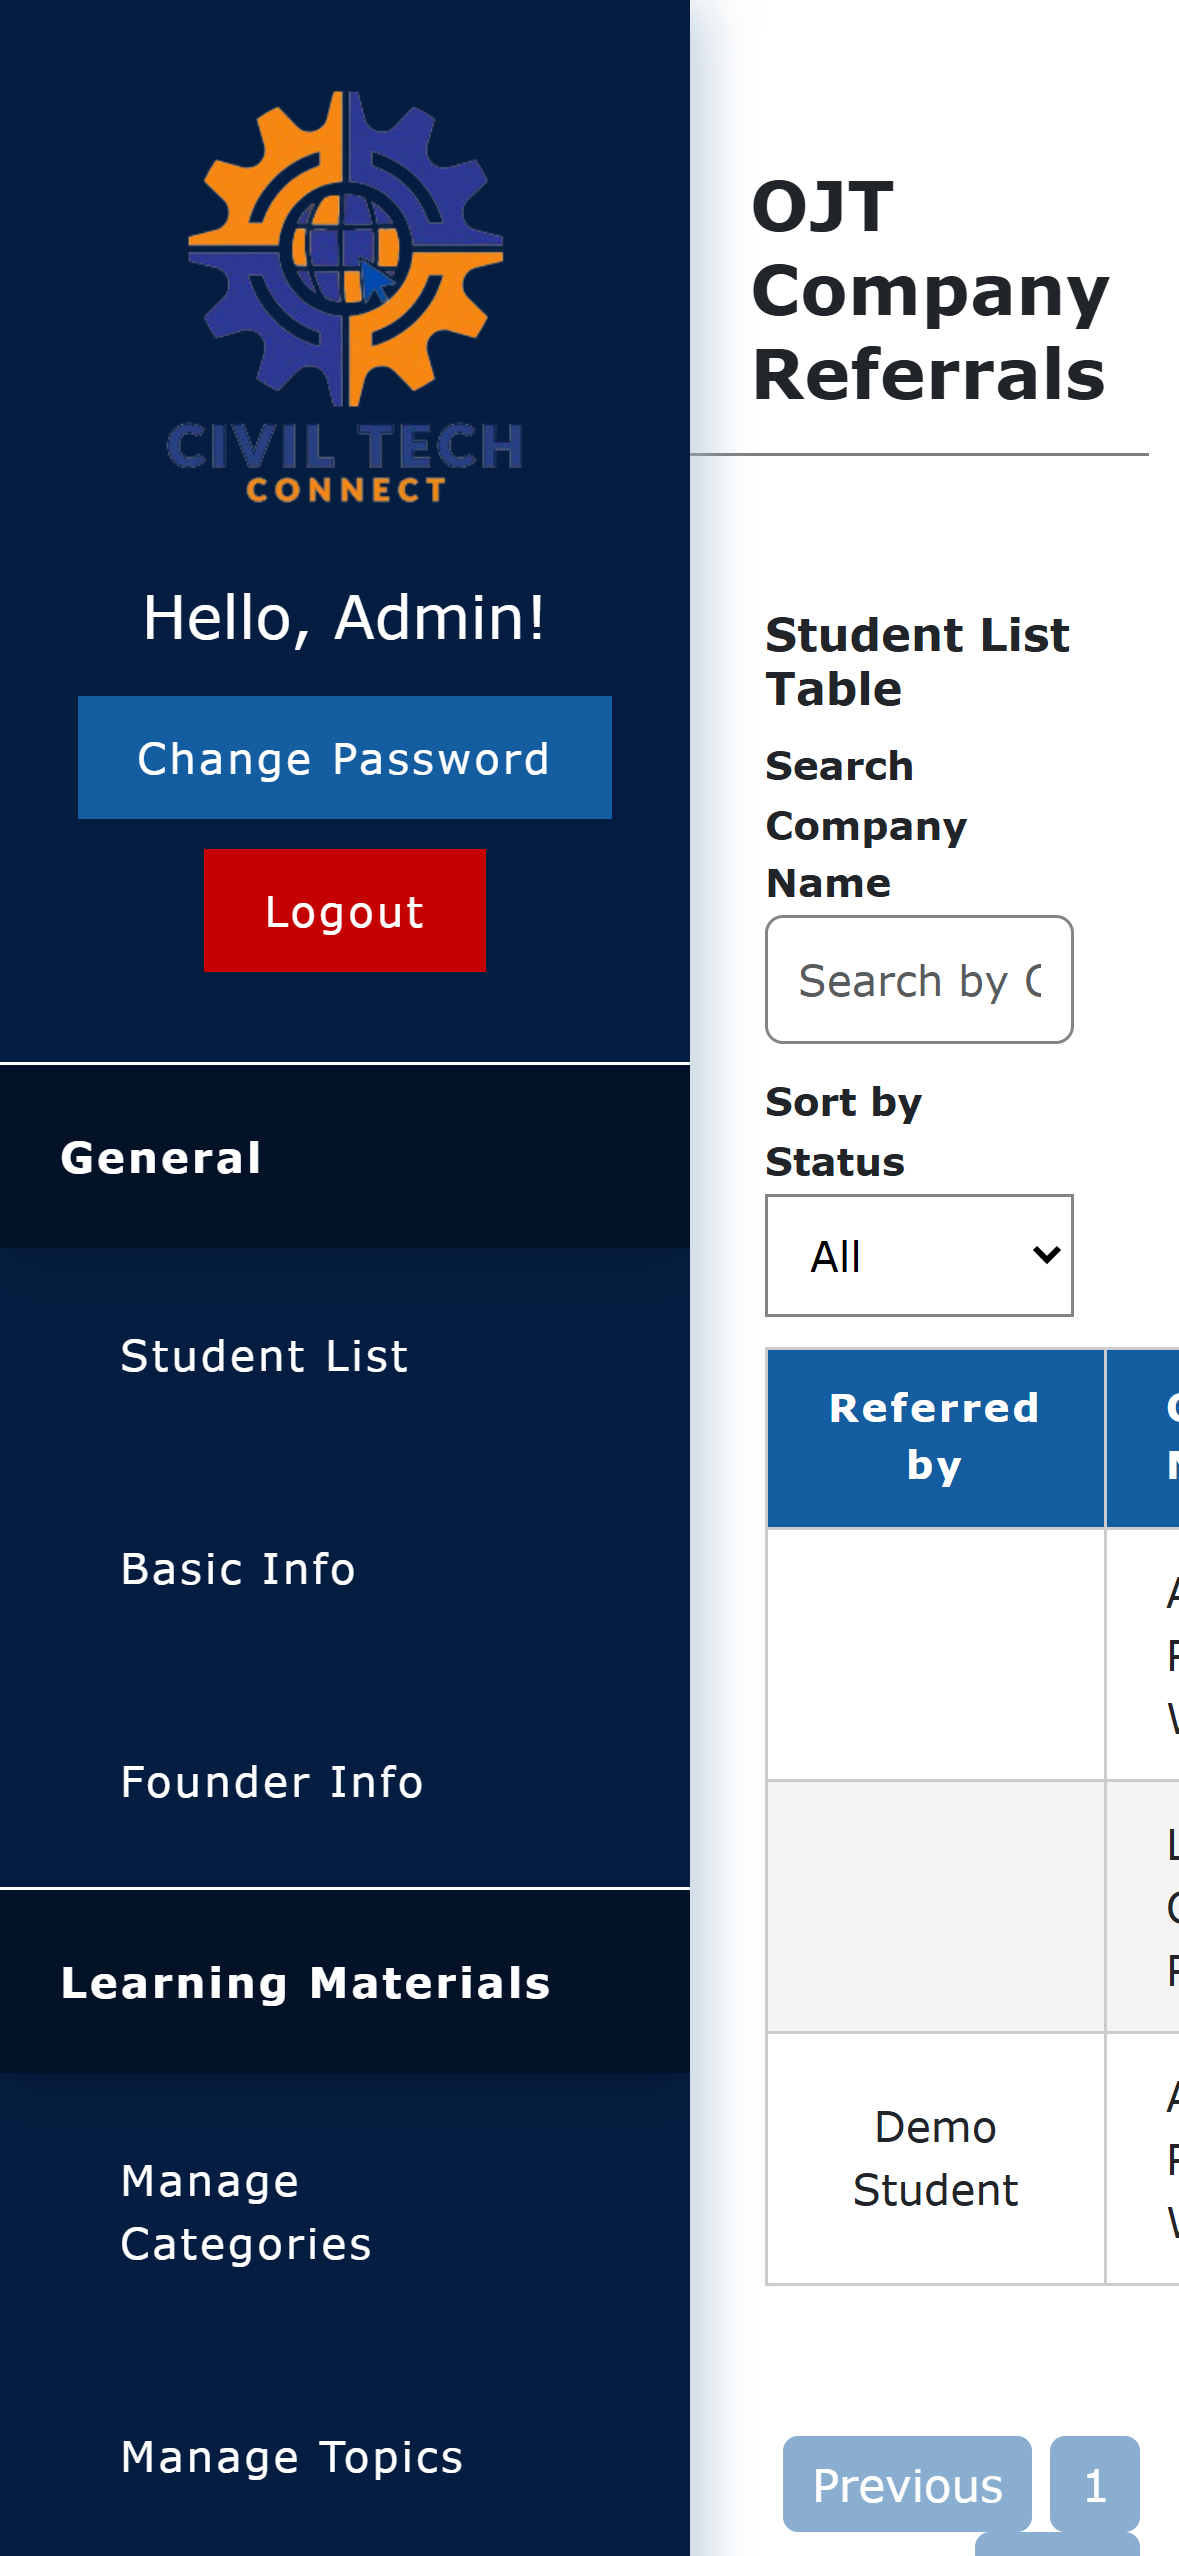 CIVIL TECH
CONNECT
Hello, Admin!
Change Password
Logout
General
Student List
Basic Info
Founder Info
Learning Materials
Manage
Categories
Manage Topics
OJT
Company
Referrals
Student List
Table
Search
Company
Name
Search by
Sort by
Status
All
Referred
by
Demo
Student
Previous
1